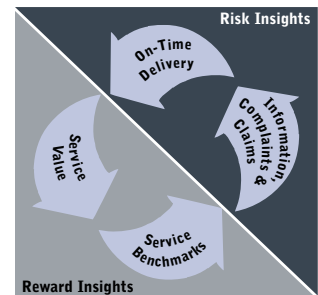 Risk Insights
On-Time
Delivery
Information,
Complaints &
Claims
Service
Value
Service
Benchmarks
Reward Insights